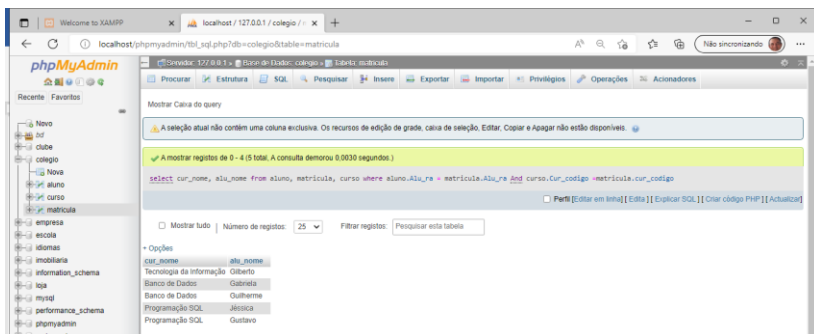 Welcome to XAMPP
localhost / 127.0.0.1 / colegio / m
localhost/phpmyadmin/tbl_sql.php?db=colegio&table=matricula
Não sincronizando
phpMyAdmin
Recente Favoritos
Novo
bd
clube
colegio
Nova
aluno
curso
matricula
empresa
escola
idiomas
imobiliaria
information_schema
loja
mysql
performance_schema
phpmyadmin
Servidor: 127.0.0.1 » Base de Dados: colegio » Tabela: matricula
Procurar Estrutura SQL Pesquisar Insere Exportar Importar Privilégios Operações Acionadores
Mostrar Caixa do query
A seleção atual não contém uma coluna exclusiva. Os recursos de edição de grade, caixa de seleção, Editar, Copiar e Apagar não estão disponíveis.
A mostrar registos de 0 - 4 (5 total, A consulta demorou 0,0030 segundos.)
select cur_nome, alu_nome from aluno, matricula, curso where aluno.Alu_ra = matricula.Alu_ra And curso.Cur_codigo =matricula.cur_codigo
Perfil [Editar em linha] [ Edita ] [ Explicar SQL ] [ Criar código PHP ] [ Actualizar]
Mostrar tudo | Número de registos: 25 Filtrar registos: Pesquisar esta tabela
+ Opções
cur_nome alu_nome
Tecnologia da Informação Gilberto
Banco de Dados Gabriela
Banco de Dados Guilherme
Programação SQL Jéssica
Programação SQL Gustavo